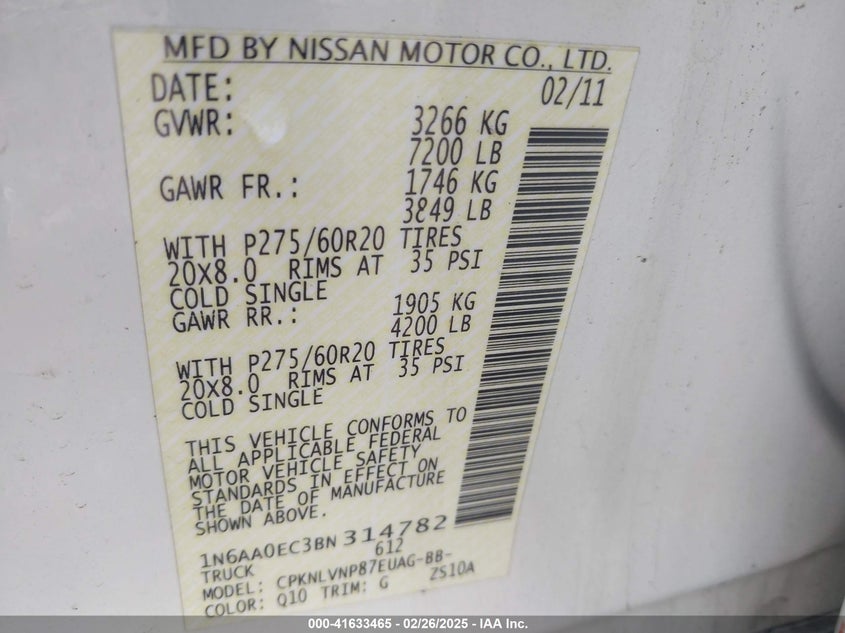 MFD BY NISSAN MOTOR CO., LTD.
DATE: 02/11
GVWR: 3266 KG
7200 LB
GAWR FR.: 1746 KG
3849 LB
WITH P275/60R20 TIRES
20X8.0 RIMS AT 35 PSI
COLD SINGLE
GAWR RR.: 1905 KG
4200 LB
WITH P275/60R20 TIRES
20X8.0 RIMS AT 35 PSI
COLD SINGLE
THIS VEHICLE CONFORMS TO
ALL APPLICABLE FEDERAL
MOTOR VEHICLE SAFETY
STANDARDS IN EFFECT ON
THE DATE OF MANUFACTURE
SHOWN ABOVE.
1N6AA0EC3BN314782
TRUCK 612
MODEL: CPKNLVNP87EUAG-BB-
COLOR: Q10 TRIM: G ZS10A
000-41633465 - 02/26/2025 - IAA Inc.